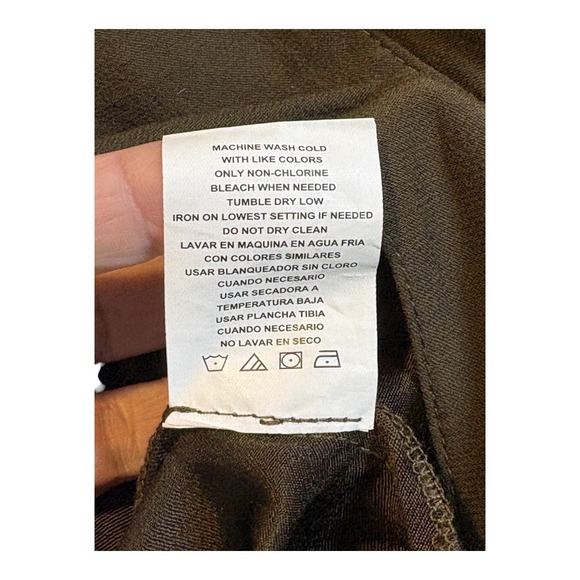 MACHINE WASH COLD
WITH LIKE COLORS
ONLY NON-CHLORINE
BLEACH WHEN NEEDED
TUMBLE DRY LOW
IRON ON LOWEST SETTING IF NEEDED
DO NOT DRY CLEAN
LAVAR EN MAQUINA EN AGUA FRIA
CON COLORES SIMILARES
USAR BLANQUEADOR SIN CLORO
CUANDO NECESARIO
USAR SECADORA A
TEMPERATURA BAJA
USAR PLANCHA TIBIA
CUANDO NECESARIO
NO LAVAR EN SECO